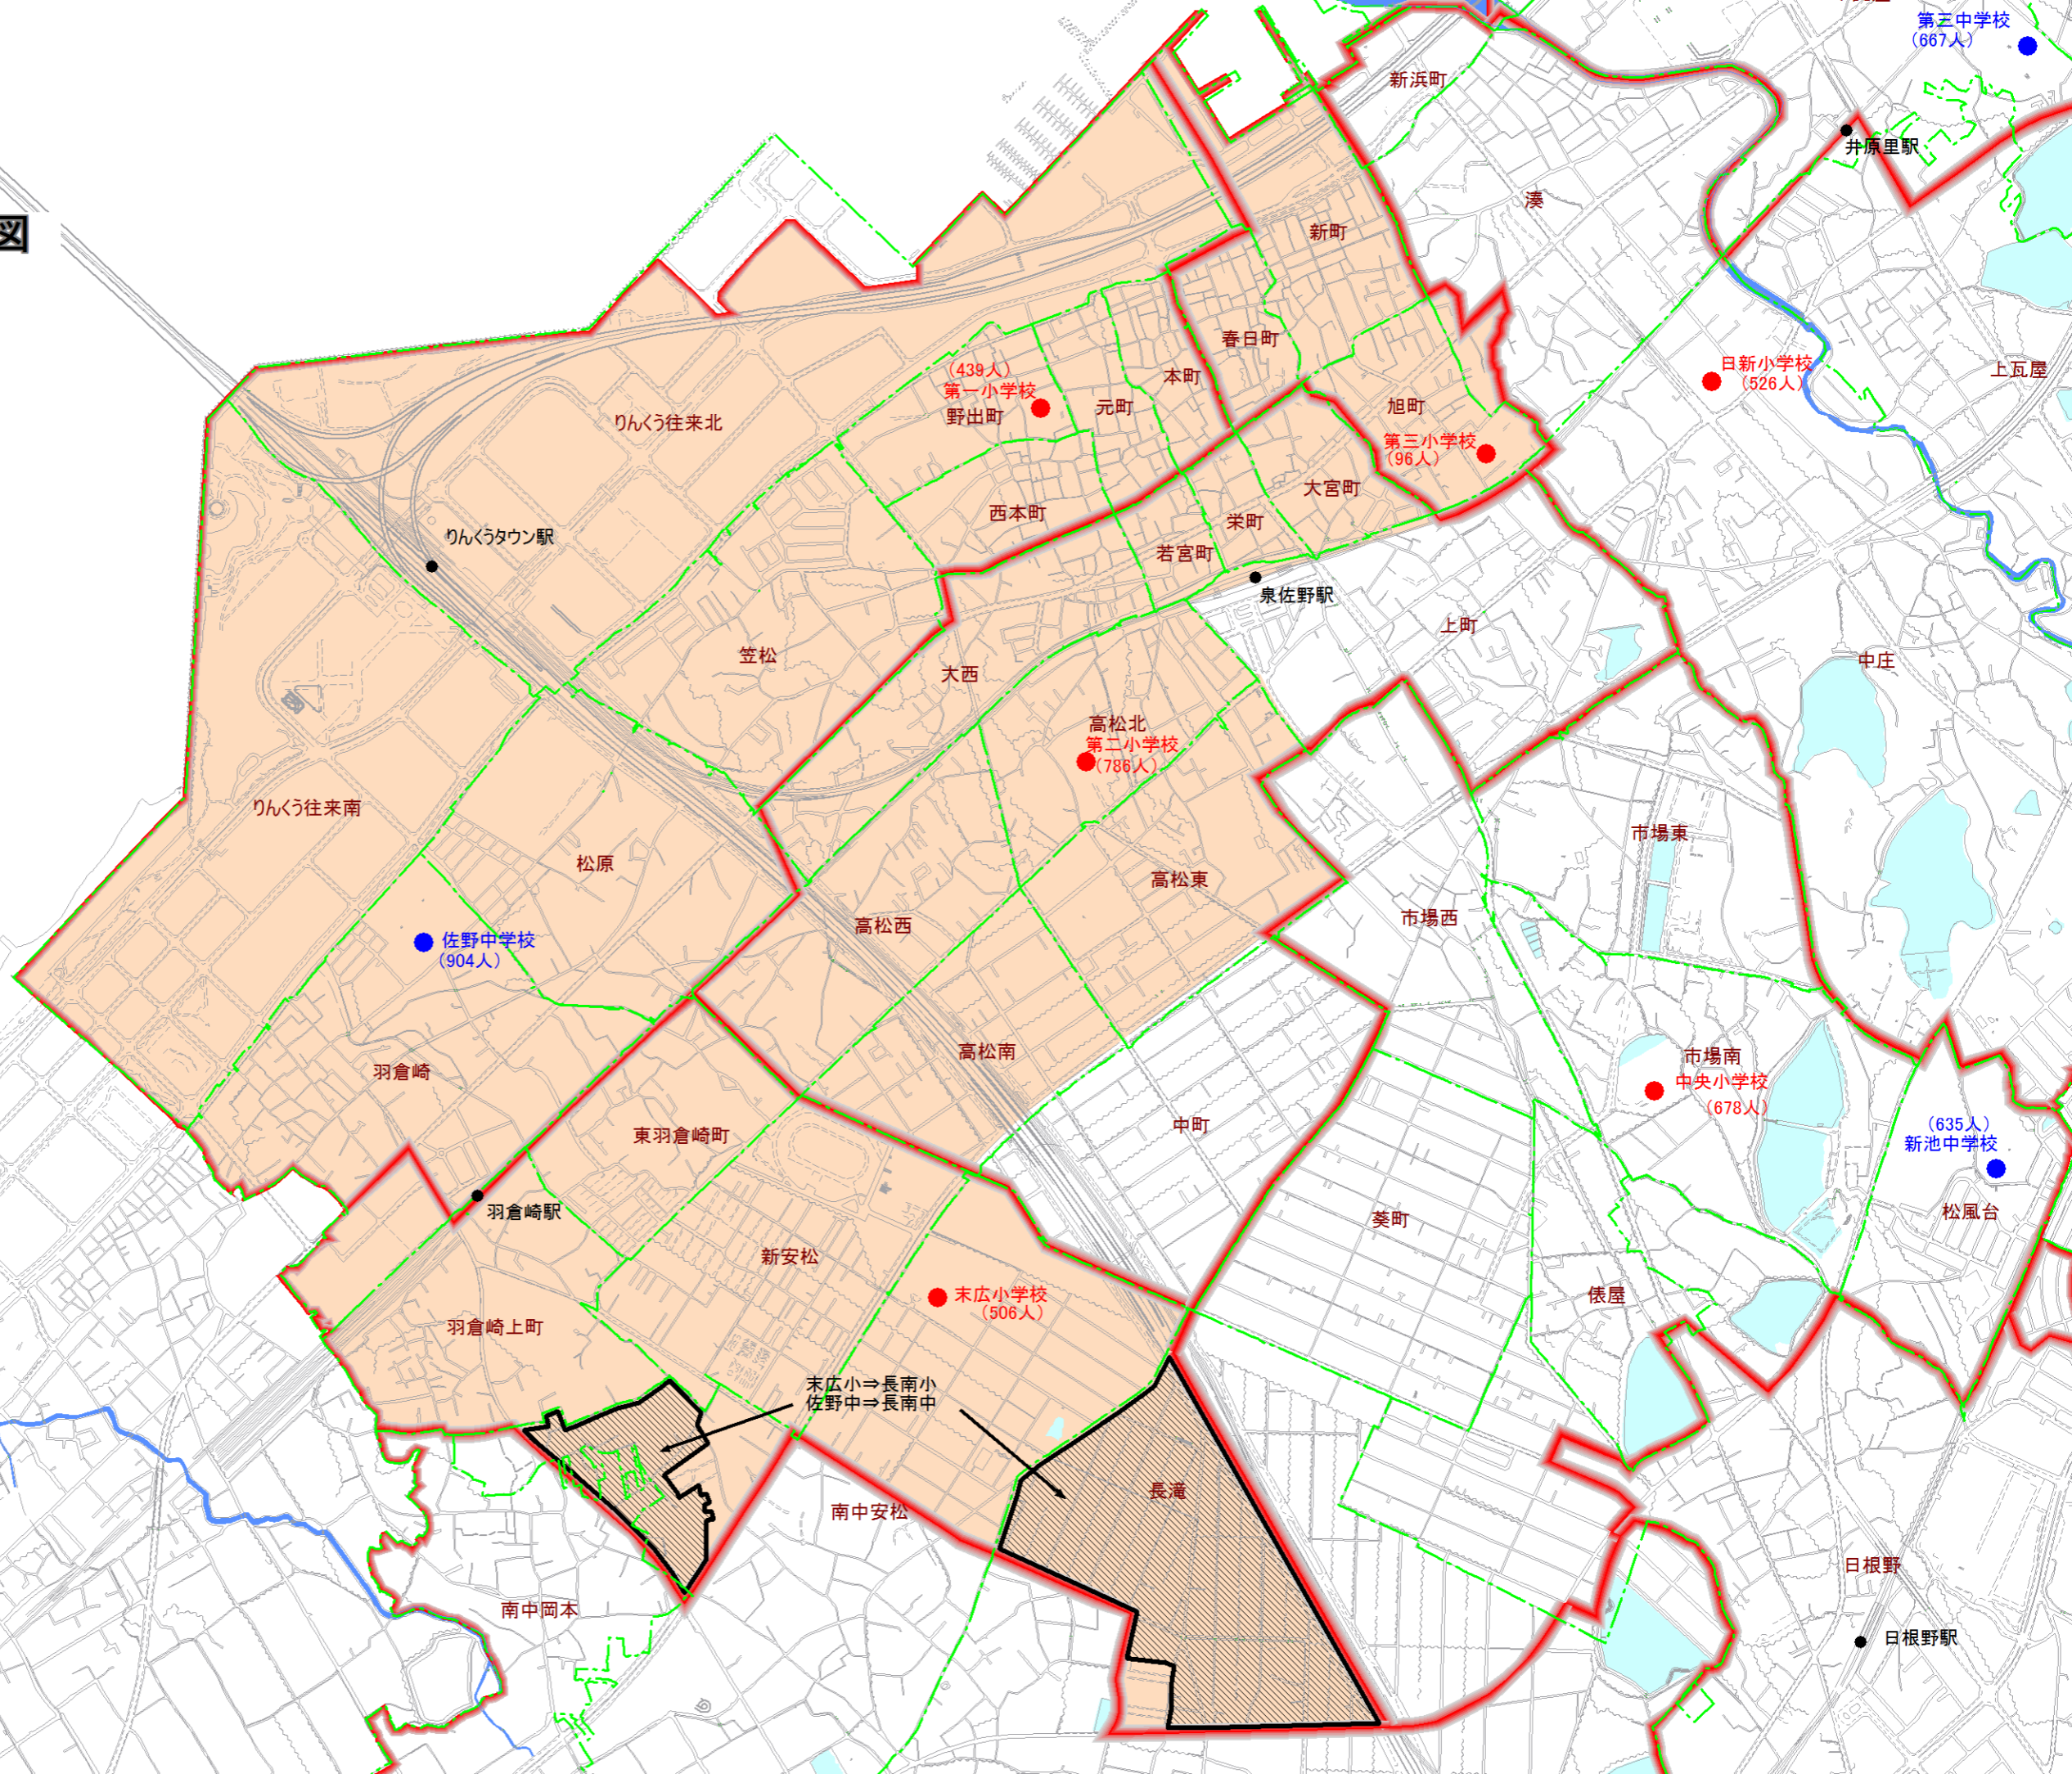 第三中学校
(667人)
図
新浜町
井原里駅
湊
新町
春日町
本町
元町
(439人)
第一小学校
野出町
旭町
第三小学校
(96人)
日新小学校
(526人)
上瓦屋
りんくう往来北
西本町
大宮町
栄町
若宮町
りんくうタウン駅
泉佐野駅
上町
中庄
笠松
大西
高松北
第二小学校
(786人)
りんくう往来南
松原
高松東
市場東
高松西
市場西
佐野中学校
(904人)
羽倉崎
高松南
市場南
中央小学校
(678人)
東羽倉崎町
中町
(635人)
新池中学校
羽倉崎駅
葵町
松風台
新安松
末広小学校
(506人)
俵屋
羽倉崎上町
末広小⇒長南小
佐野中⇒長南中
長滝
南中安松
日根野
南中岡本
日根野駅